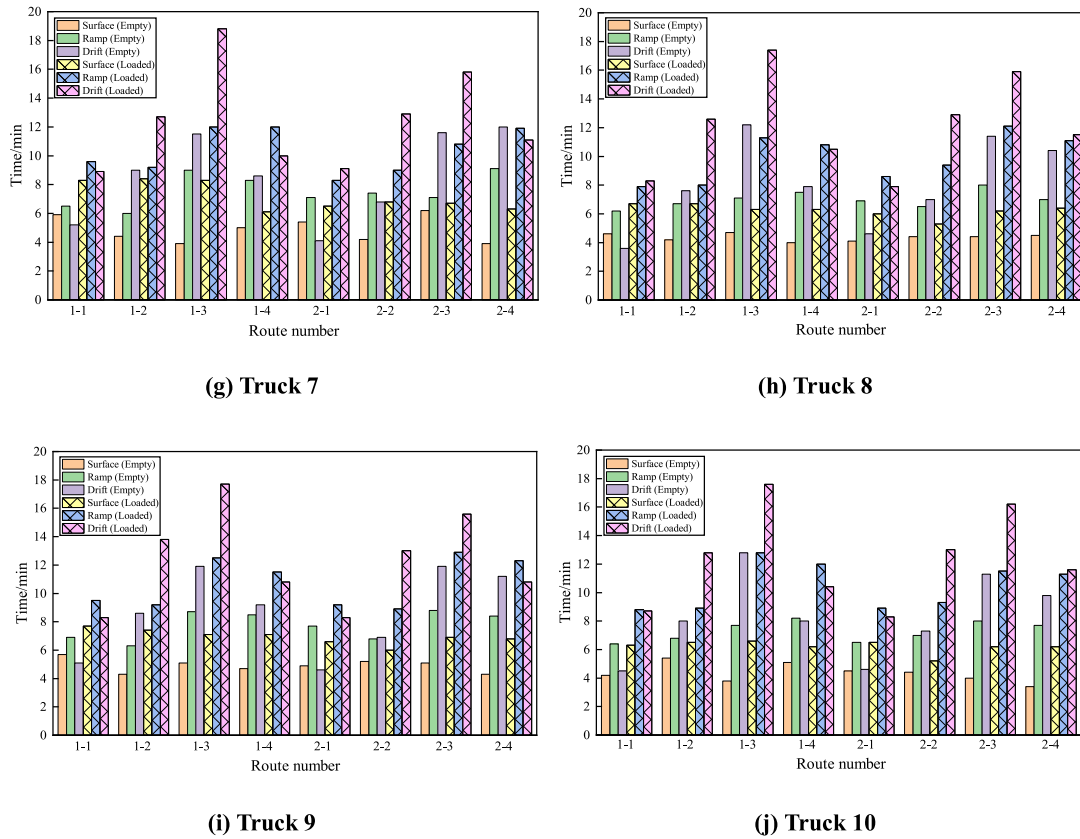 20
18
16
14
12
10
8
6
4
2
0
Time/min
Surface (Empty)
Ramp (Empty)
Drift (Empty)
Surface (Loaded)
Ramp (Loaded)
Drift (Loaded)
1-1 1-2 1-3 1-4 2-1 2-2 2-3 2-4
Route number
(g) Truck 7
20
18
16
14
12
10
8
6
4
2
0
Time/min
Surface (Empty)
Ramp (Empty)
Drift (Empty)
Surface (Loaded)
Ramp (Loaded)
Drift (Loaded)
1-1 1-2 1-3 1-4 2-1 2-2 2-3 2-4
Route number
(h) Truck 8
20
18
16
14
12
10
8
6
4
2
0
Time/min
Surface (Empty)
Ramp (Empty)
Drift (Empty)
Surface (Loaded)
Ramp (Loaded)
Drift (Loaded)
1-1 1-2 1-3 1-4 2-1 2-2 2-3 2-4
Route number
(i) Truck 9
20
18
16
14
12
10
8
6
4
2
0
Time/min
Surface (Empty)
Ramp (Empty)
Drift (Empty)
Surface (Loaded)
Ramp (Loaded)
Drift (Loaded)
1-1 1-2 1-3 1-4 2-1 2-2 2-3 2-4
Route number
(j) Truck 10